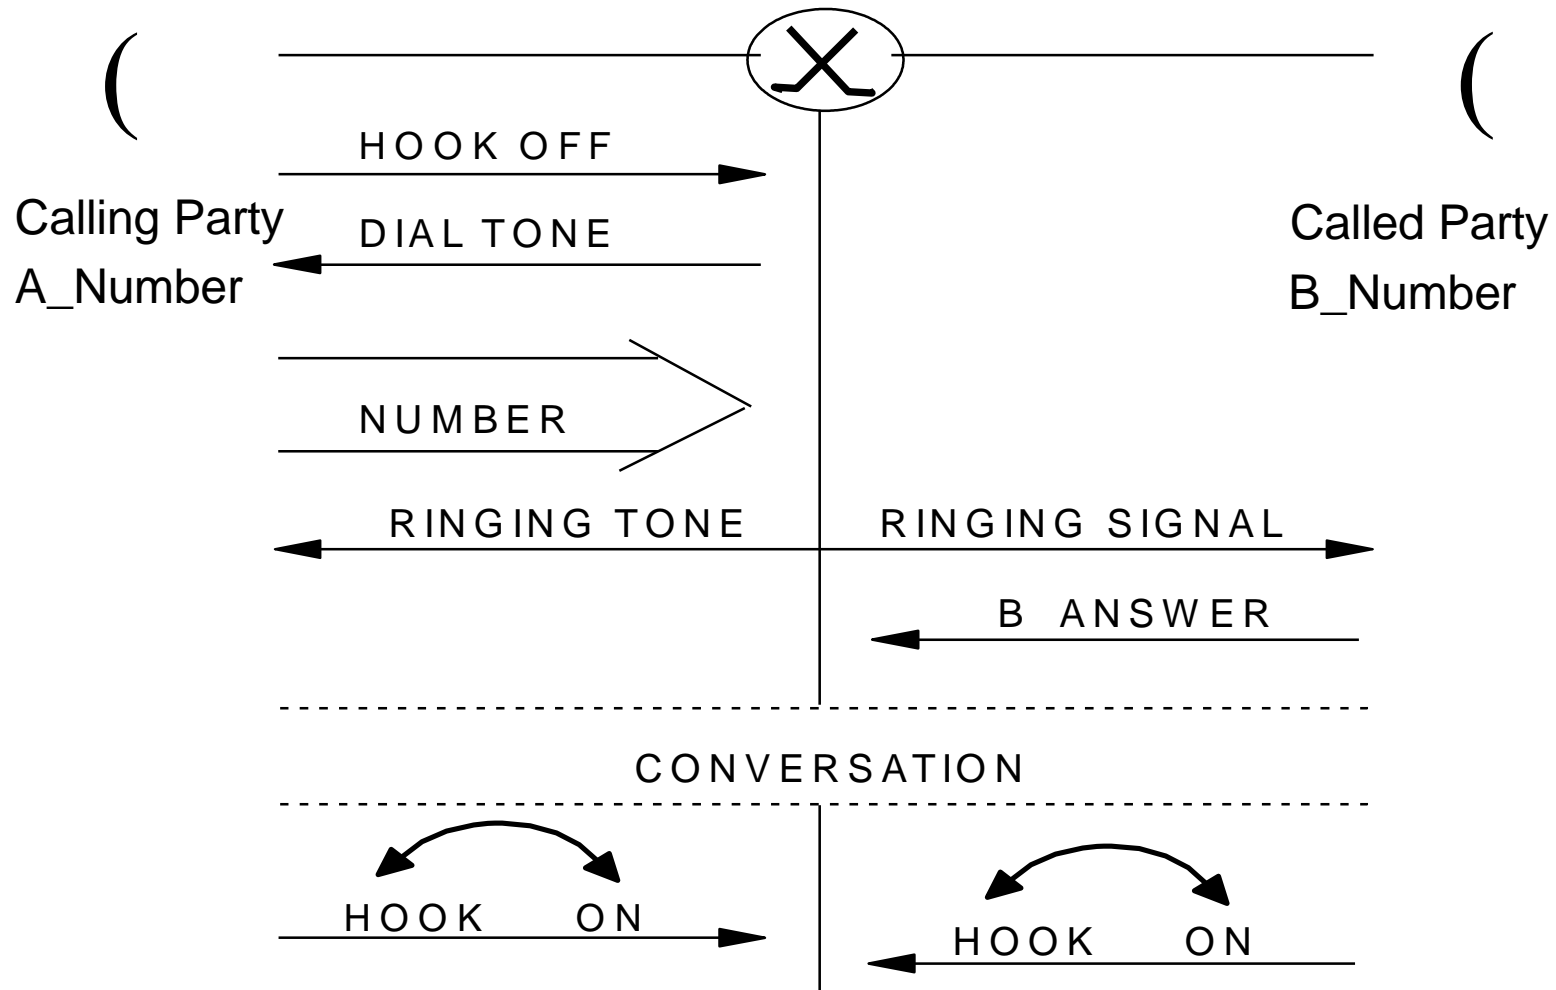 HOOK OFF
Calling Party
A_Number
DIAL TONE
Called Party
B_Number
NUMBER
RINGING TONE
RINGING SIGNAL
B ANSWER
CONVERSATION
HOOK ON
HOOK ON